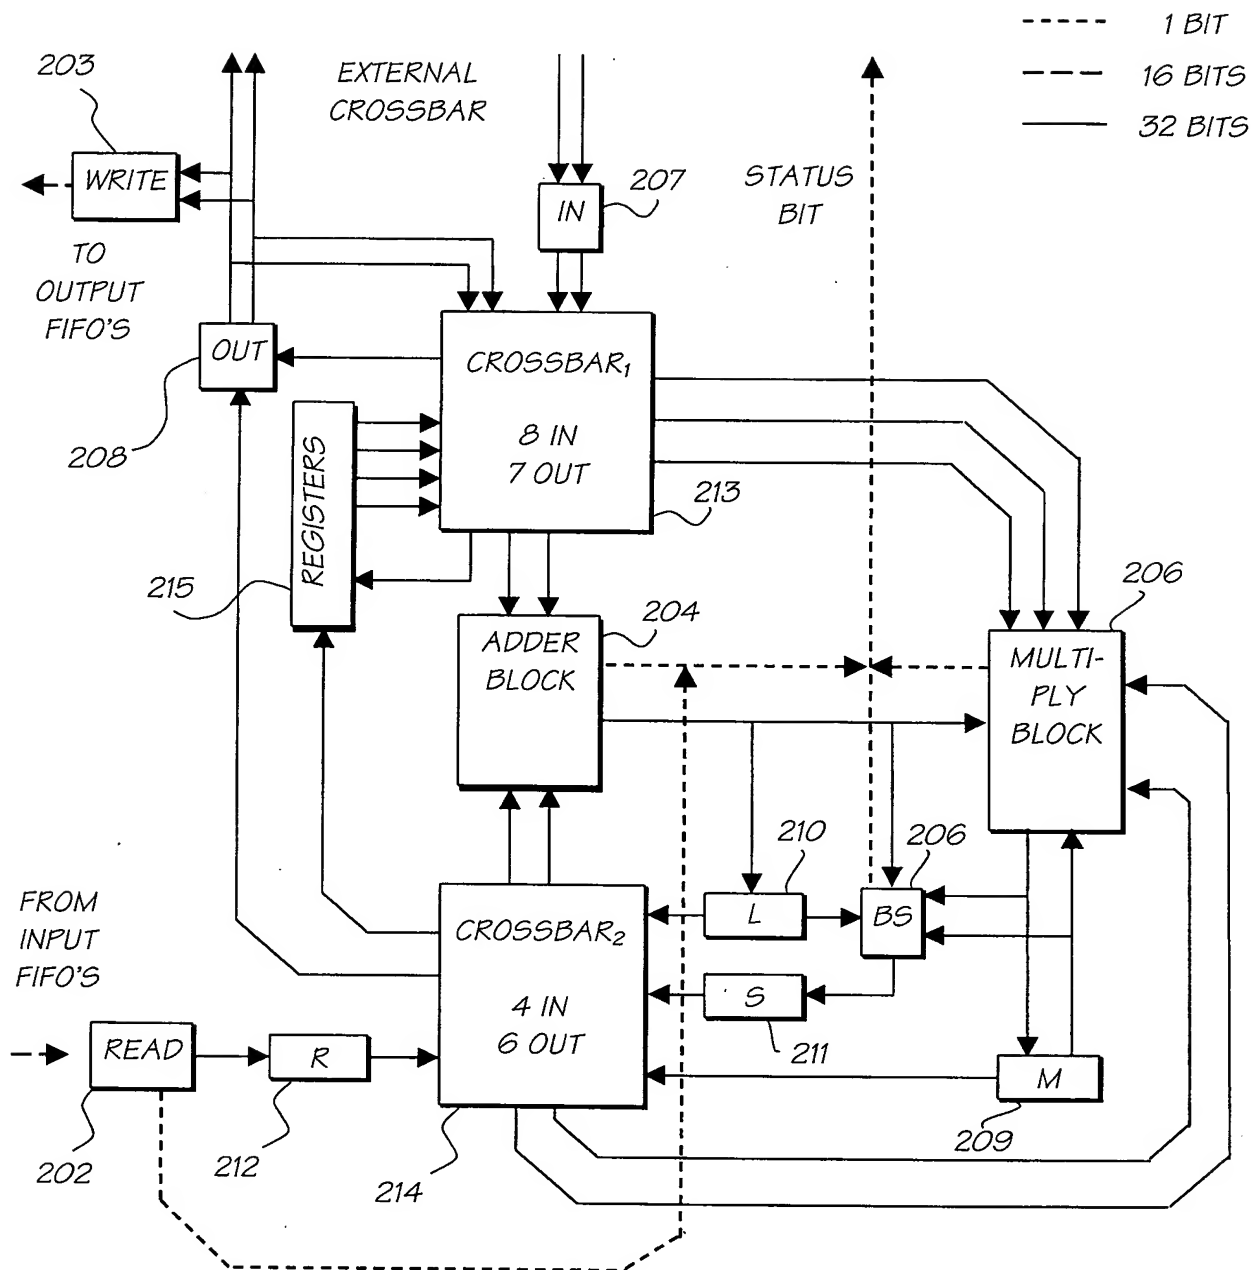 1 BIT
16 BITS
32 BITS
203
EXTERNAL
CROSSBAR
WRITE
TO
OUTPUT
FIFO'S
IN
207
STATUS
BIT
OUT
208
CROSSBAR1
8 IN
7 OUT
213
REGISTERS
215
ADDER
BLOCK
204
206
MULTI-
PLY
BLOCK
210
L
206
BS
FROM
INPUT
FIFO'S
CROSSBAR2
4 IN
6 OUT
S
211
READ
202
R
212
214
M
209